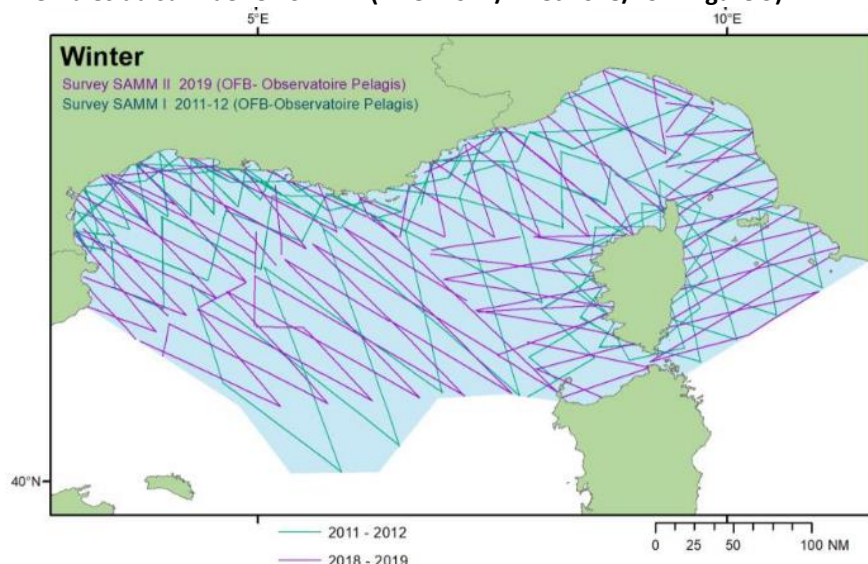 5°E
10°E
Winter
Survey SAMM II 2019 (OFB- Observatoire Pelagis)
Survey SAMM I 2011-12 (OFB-Observatoire Pelagis)
40°N
2011 - 2012
2018 - 2019
0 25 50 100 NM